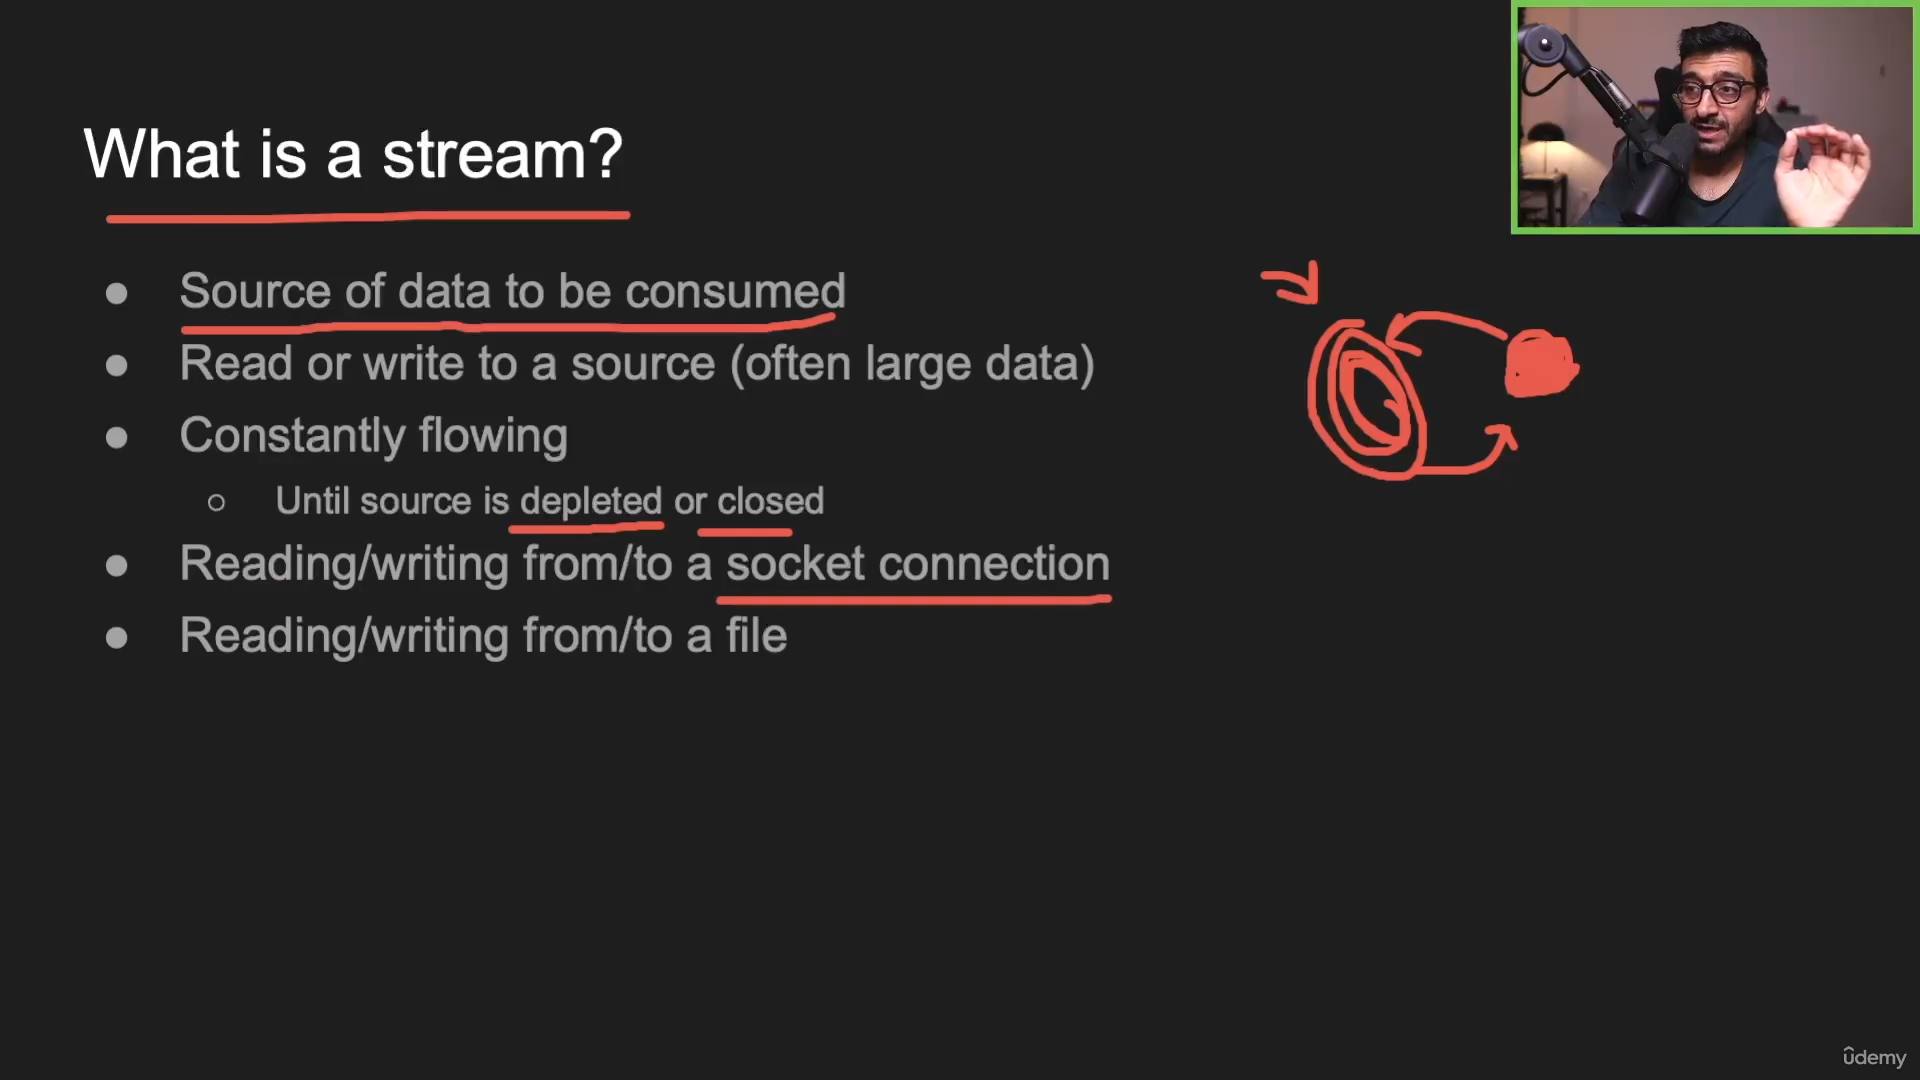 What is a stream?
● Source of data to be consumed
● Read or write to a source (often large data)
● Constantly flowing
○ Until source is depleted or closed
● Reading/writing from/to a socket connection
● Reading/writing from/to a file
ûdemy